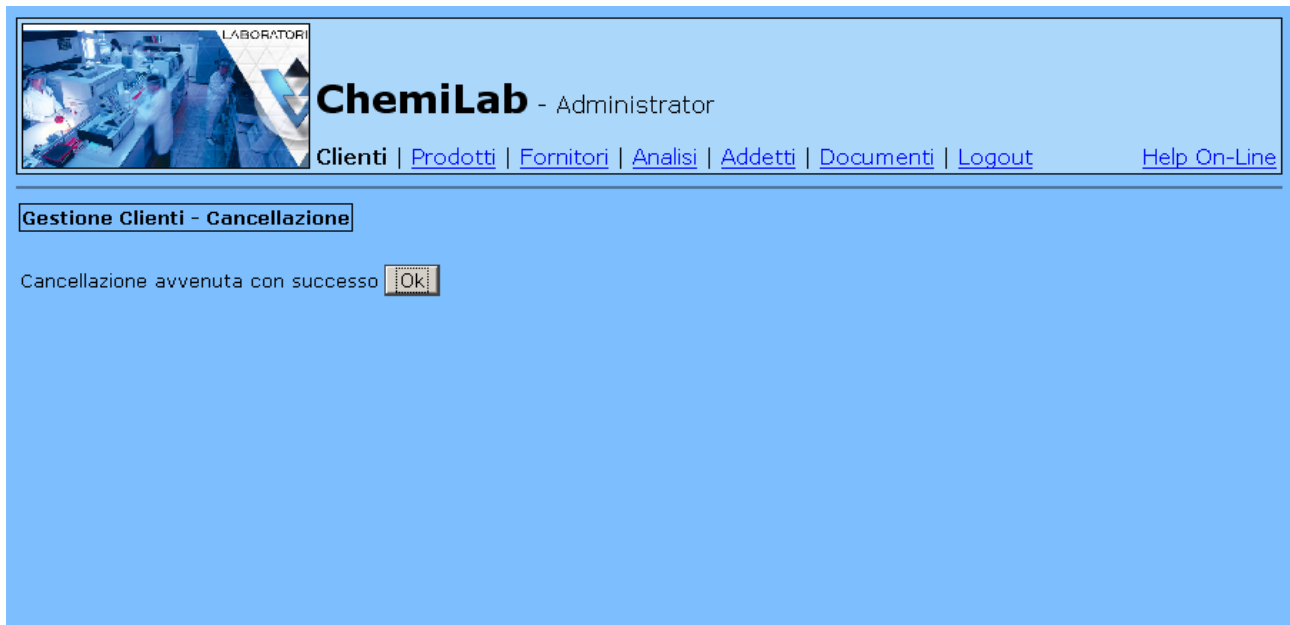 LABORATORI
ChemiLab - Administrator
Clienti | Prodotti | Fornitori | Analisi | Addetti | Documenti | Logout Help On-Line
Gestione Clienti - Cancellazione
Cancellazione avvenuta con successo Ok